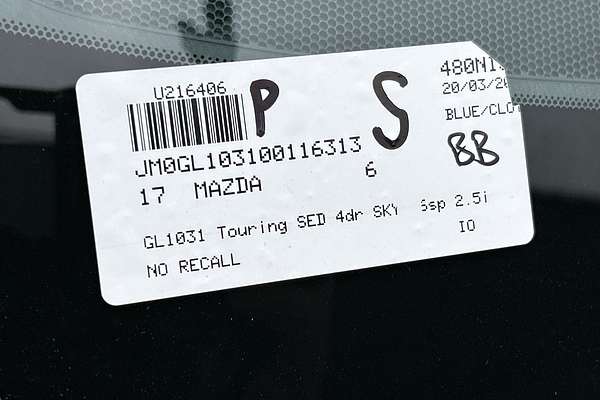 U216406
P
S
480N1
20/03/20
BLUE/CLO
BB
JM0GL103100116313
17 MAZDA
6
GL1031 Touring SED 4dr SKY 6sp 2.5i
IO
NO RECALL